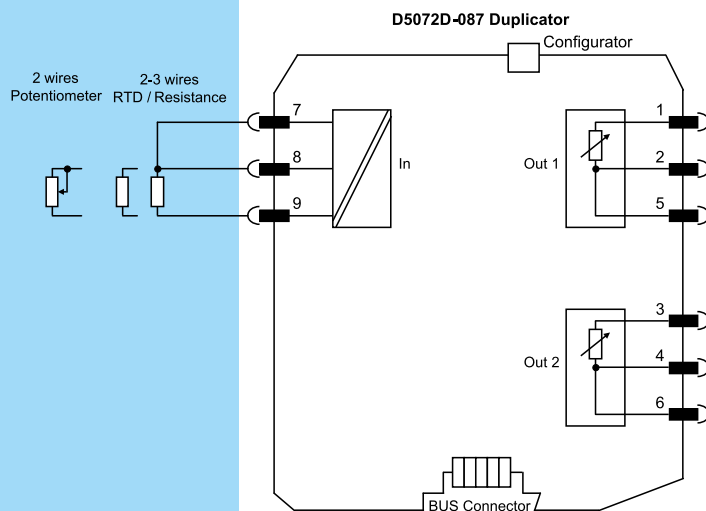 D5072D-087 Duplicator
Configurator
2 wires
Potentiometer
2-3 wires
RTD / Resistance
7
8
9
In
Out 1
1
2
5
Out 2
3
4
6
BUS Connector